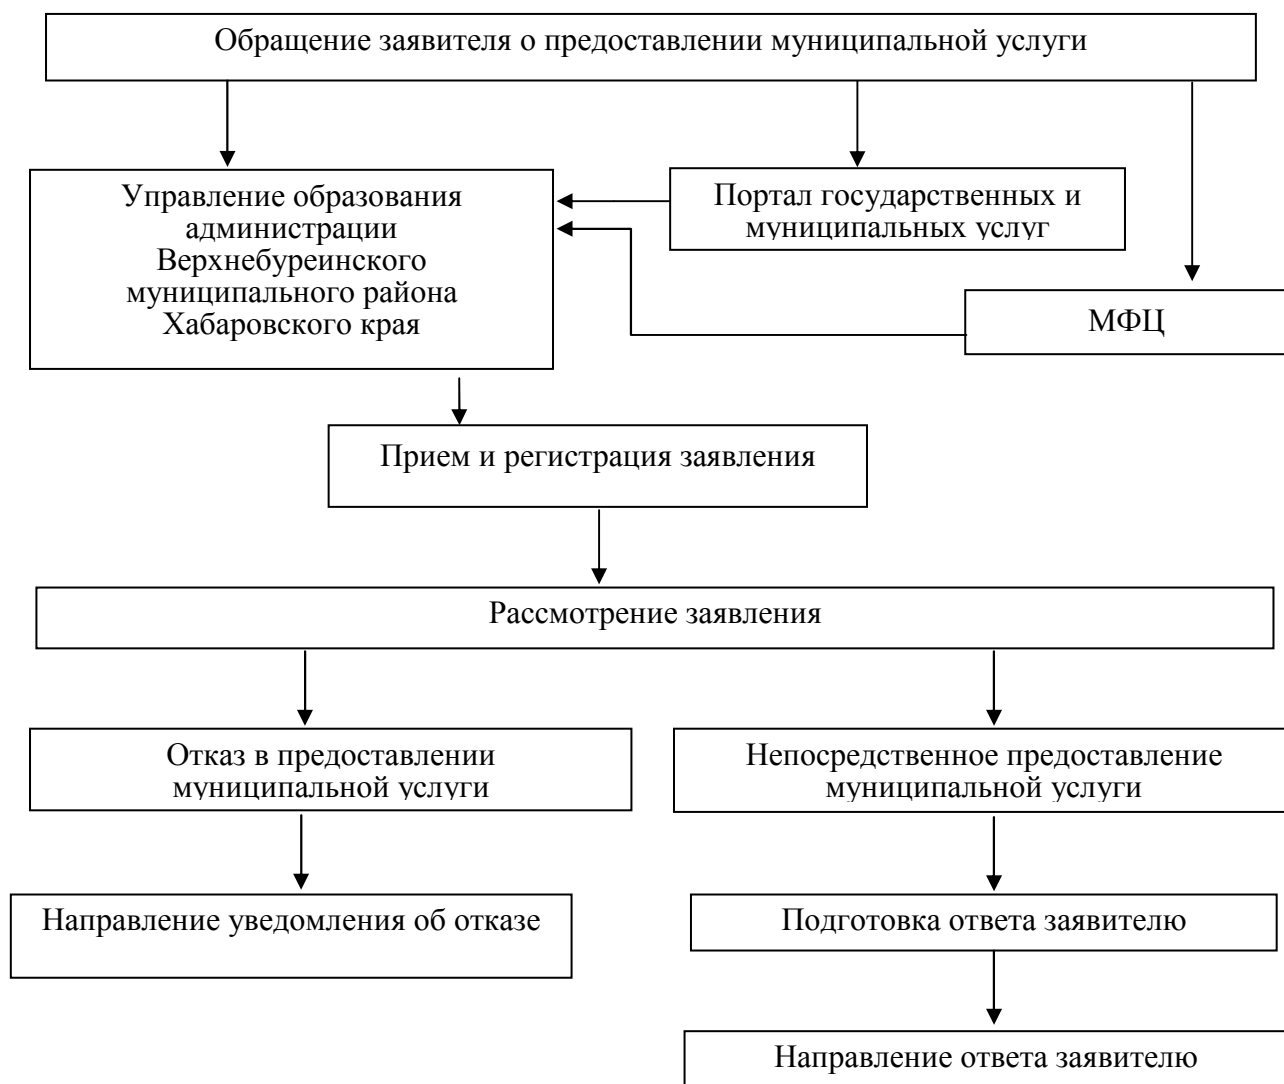 Обращение заявителя о предоставлении муниципальной услуги
Управление образования
администрации
Верхнебуреинского
муниципального района
Хабаровского края
Портал государственных и
муниципальных услуг
МФЦ
Прием и регистрация заявления
Рассмотрение заявления
Отказ в предоставлении
муниципальной услуги
Непосредственное предоставление
муниципальной услуги
Направление уведомления об отказе
Подготовка ответа заявителю
Направление ответа заявителю